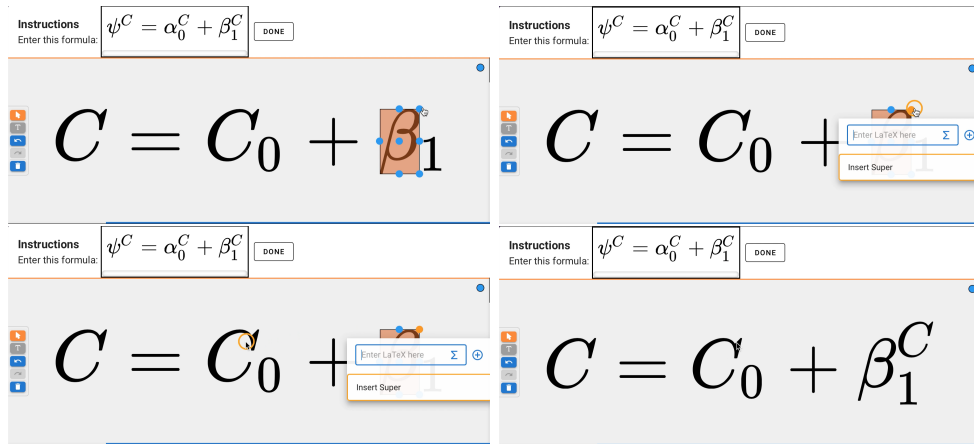 Instructions
Enter this formula: ψ^C = α_0^C + β_1^C DONE
T
C = C_0 + β_1
Instructions
Enter this formula: ψ^C = α_0^C + β_1^C DONE
T
C = C_0 + β_1
Enter LaTeX here Σ
Insert Super
Instructions
Enter this formula: ψ^C = α_0^C + β_1^C DONE
T
C = C_0 + β_1
Enter LaTeX here Σ
Insert Super
Instructions
Enter this formula: ψ^C = α_0^C + β_1^C DONE
T
C = C_0 + β_1^C